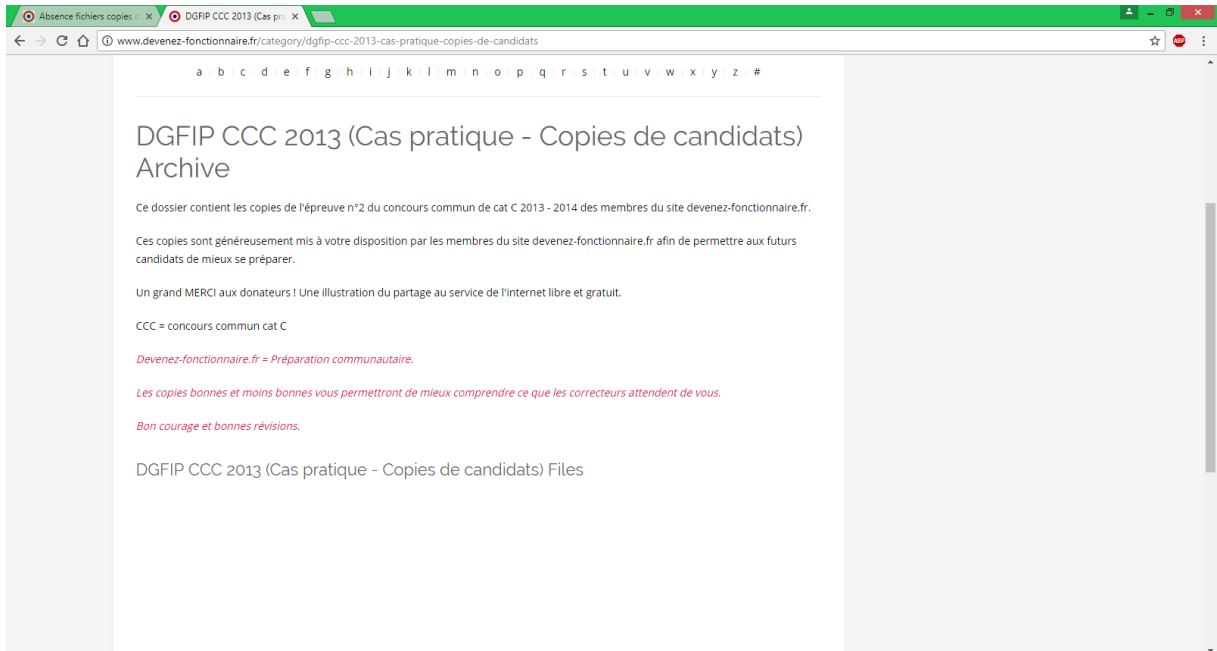 Absence fichiers copies c
DGFIP CCC 2013 (Cas pra
www.devenez-fonctionnaire.fr/category/dgfip-ccc-2013-cas-pratique-copies-de-candidats
ABP
a b c d e f g h i j k l m n o p q r s t u v w x y z #
DGFIP CCC 2013 (Cas pratique - Copies de candidats)
Archive
Ce dossier contient les copies de l'épreuve n°2 du concours commun de cat C 2013 - 2014 des membres du site devenez-fonctionnaire.fr.
Ces copies sont généreusement mis à votre disposition par les membres du site devenez-fonctionnaire.fr afin de permettre aux futurs
candidats de mieux se préparer.
Un grand MERCI aux donateurs ! Une illustration du partage au service de l'internet libre et gratuit.
CCC = concours commun cat C
Devenez-fonctionnaire.fr = Préparation communautaire.
Les copies bonnes et moins bonnes vous permettront de mieux comprendre ce que les correcteurs attendent de vous.
Bon courage et bonnes révisions.
DGFIP CCC 2013 (Cas pratique - Copies de candidats) Files